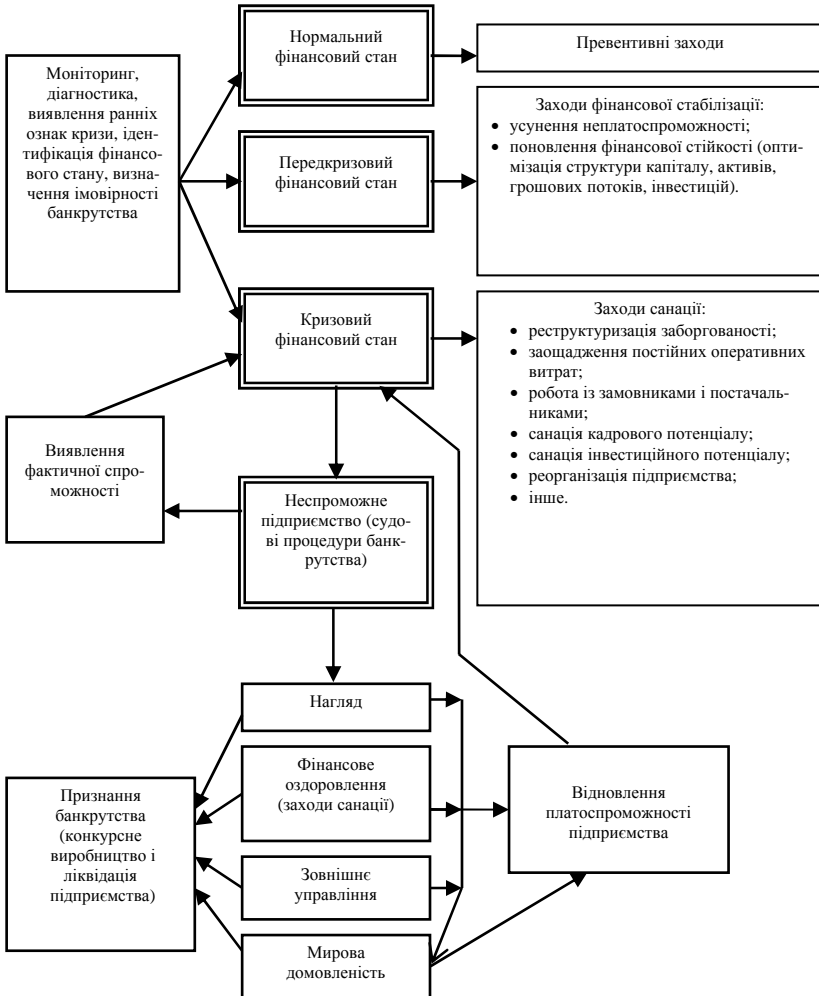 Нормальний
фінансовий стан
Превентивні заходи
Моніторинг,
діагностика,
виявлення ранніх
ознак кризи, іден-
тифікація фінансо-
вого стану, визна-
чення імовірності
банкрутства
Заходи фінансової стабілізації:
• усунення неплатоспроможності;
• поновлення фінансової стійкості (опти-
мізація структури капіталу, активів,
грошових потоків, інвестицій).
Передкризовий
фінансовий стан
Кризовий
фінансовий стан
Заходи санації:
• реструктуризація заборгованості;
• заощадження постійних оперативних
витрат;
• робота із замовниками і постачаль-
никами;
• санація кадрового потенціалу;
• санація інвестиційного потенціалу;
• реорганізація підприємства;
• інше.
Виявлення
фактичної спро-
можності
Неспроможне
підприємство (судо-
ві процедури банк-
рутства)
Нагляд
Фінансове
оздоровлення
(заходи санації)
Признання
банкрутства
(конкурсне
виробництво і
ліквідація
підприємства)
Відновлення
платоспроможності
підприємства
Зовнішнє
управління
Мирова
домовленість